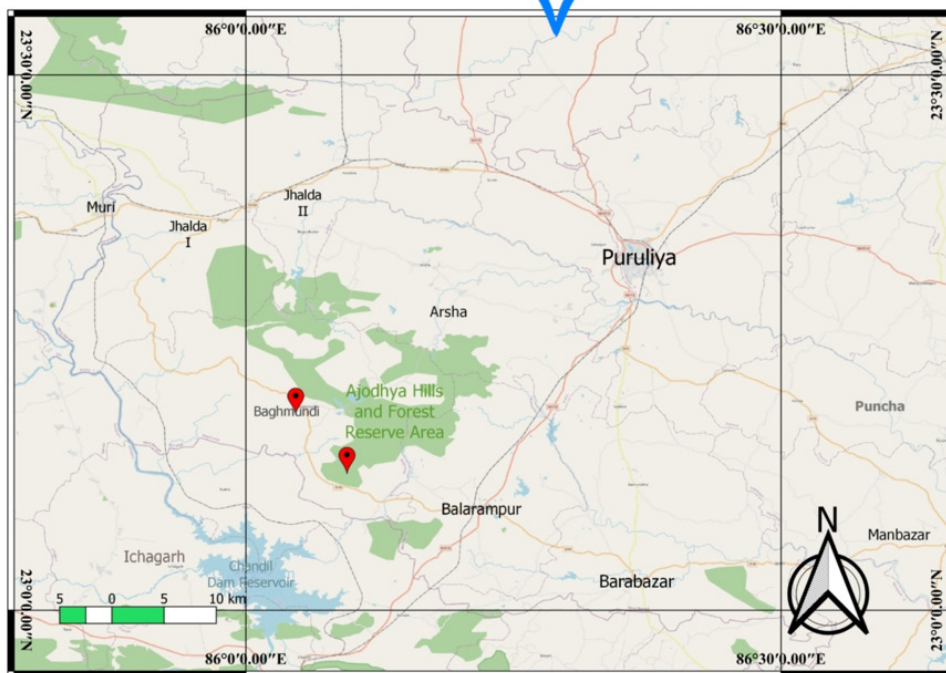 86°0'0.00"E
86°30'0.00"E
23°30'0.00"N
23°30'0.00"N
Jhalda
II
Muri
Jhalda
I
Puruliya
Arsha
Ajodhya Hills
and Forest
Reserve Area
Baghmundi
Puncha
Balarampur
N
Manbazar
Ichagarh
Chandil
Dam Reservoir
Barabazar
5 0 5 10 km
23°0'0.00"N
23°0'0.00"N
86°0'0.00"E
86°30'0.00"E